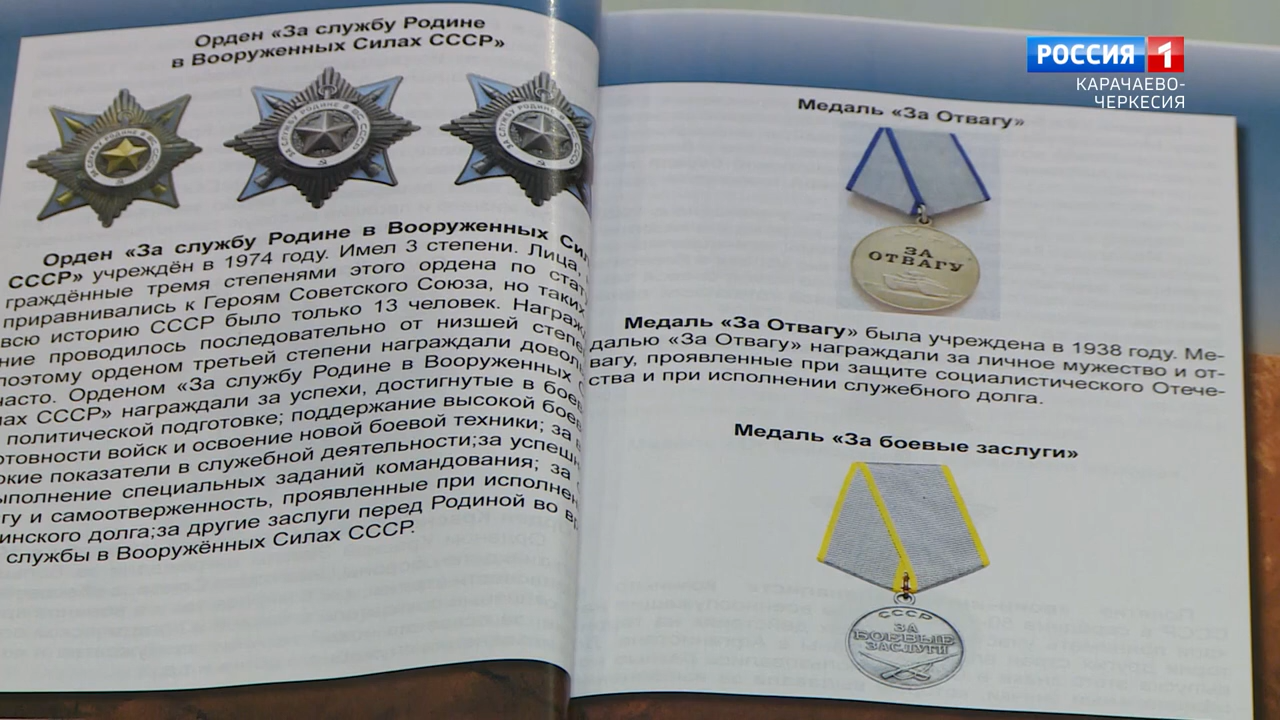 Орден «За службу Родине
в Вооруженных Силах СССР»
Орден «За службу Родине в Вооруженных Си
СССР» учреждён в 1974 году. Имел 3 степени. Лица,
граждённые тремя степенями этого ордена по стат
приравнивались к Героям Советского Союза, но таких
всю историю СССР было только 13 человек. Награж
ние проводилось последовательно от низшей степе
поэтому орденом третьей степени награждали доволь
часто. Орденом «За службу Родине в Вооруженных С
лах СССР» награждали за успехи, достигнутые в боев
политической подготовке; поддержание высокой боев
отовности войск и освоение новой боевой техники; за в
окие показатели в служебной деятельности;за успешн
ыполнение специальных заданий командования; за о
гу и самоотверженность, проявленные при исполнен
инского долга;за другие заслуги перед Родиной во вр
службы в Вооружённых Силах СССР.
РОССИЯ 1
КАРАЧАЕВО-
ЧЕРКЕСИЯ
Медаль «За Отвагу»
ЗА
ОТВАГУ
Медаль «За Отвагу» была учреждена в 1938 году. Ме-
далью «За Отвагу» награждали за личное мужество и от-
вагу, проявленные при защите социалистического Отече-
ства и при исполнении служебного долга.
Медаль «За боевые заслуги»
СССР
ЗА
БОЕВЫЕ
ЗАСЛУГИ